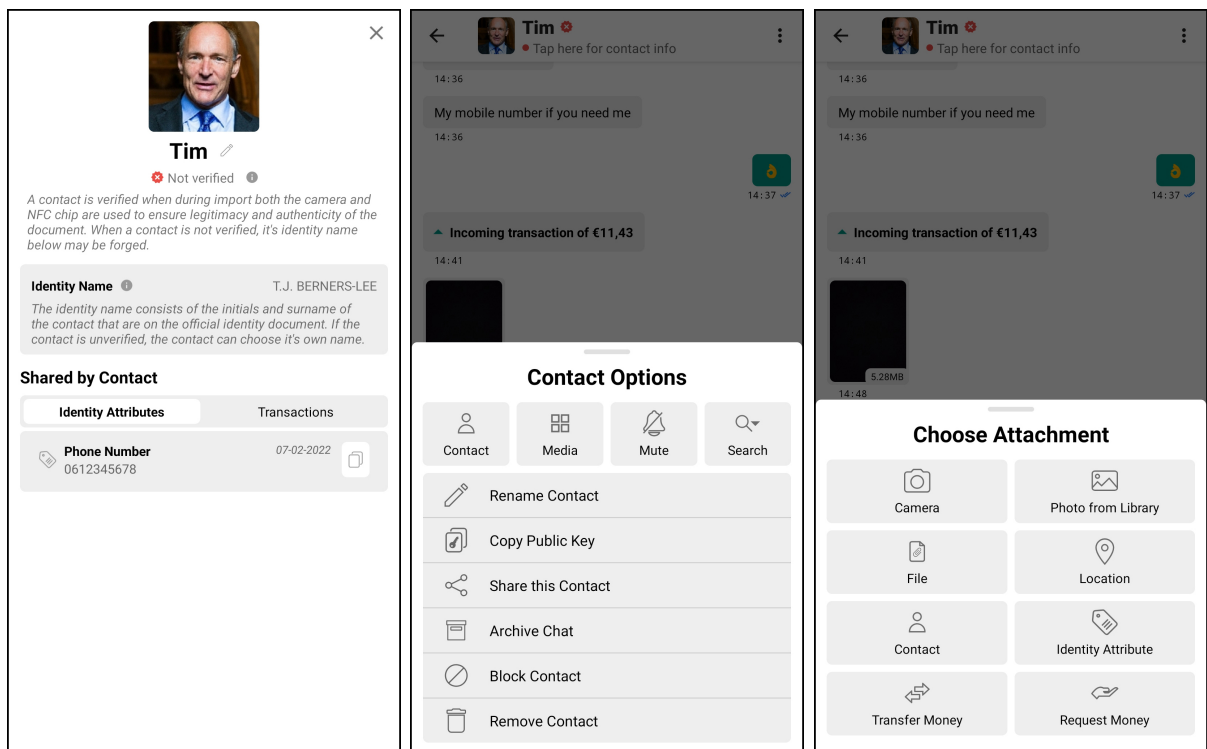 Tim
Not verified
A contact is verified when during import both the camera and
NFC chip are used to ensure legitimacy and authenticity of the
document. When a contact is not verified, it's identity name
below may be forged.
Identity Name T.J. BERNERS-LEE
The identity name consists of the initials and surname of
the contact that are on the official identity document. If the
contact is unverified, the contact can choose it's own name.
Shared by Contact
Identity Attributes Transactions
Phone Number 07-02-2022
0612345678
Tim
Tap here for contact info
14:36
My mobile number if you need me
14:36
14:37
Incoming transaction of €11,43
14:41
Contact Options
Contact Media Mute Search
Rename Contact
Copy Public Key
Share this Contact
Archive Chat
Block Contact
Remove Contact
Tim
Tap here for contact info
14:36
My mobile number if you need me
14:36
14:37
Incoming transaction of €11,43
14:41
5.28MB
14:48
Choose Attachment
Camera Photo from Library
File Location
Contact Identity Attribute
Transfer Money Request Money